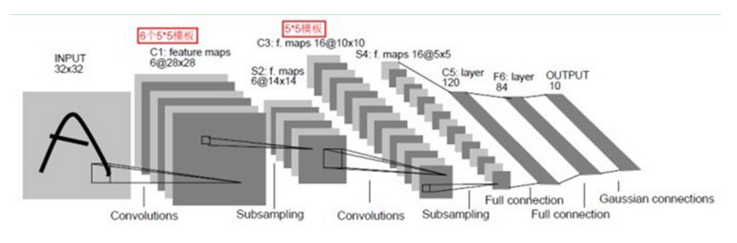 6个5*5模板
5*5模板
INPUT
32x32
C1: feature maps
6@28x28
S2: f. maps
6@14x14
C3: f. maps 16@10x10
S4: f. maps 16@5x5
C5: layer
120
F6: layer
84
OUTPUT
10
Convolutions
Subsampling
Convolutions
Subsampling
Full connection
Full connection
Gaussian connections